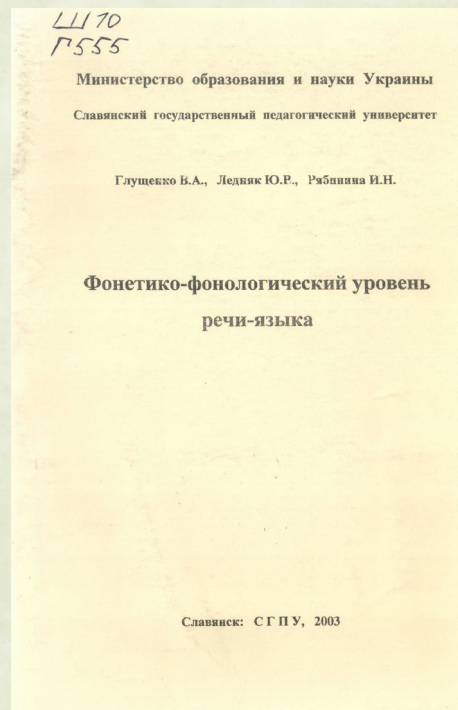 Ш10
Г555
Министерство образования и науки Украины
Славянский государственный педагогический университет
Глущенко В.А., Ледняк Ю.В., Рябинина И.Н.
Фонетико-фонологический уровень
речи-языка
Славянск: С Г П У, 2003